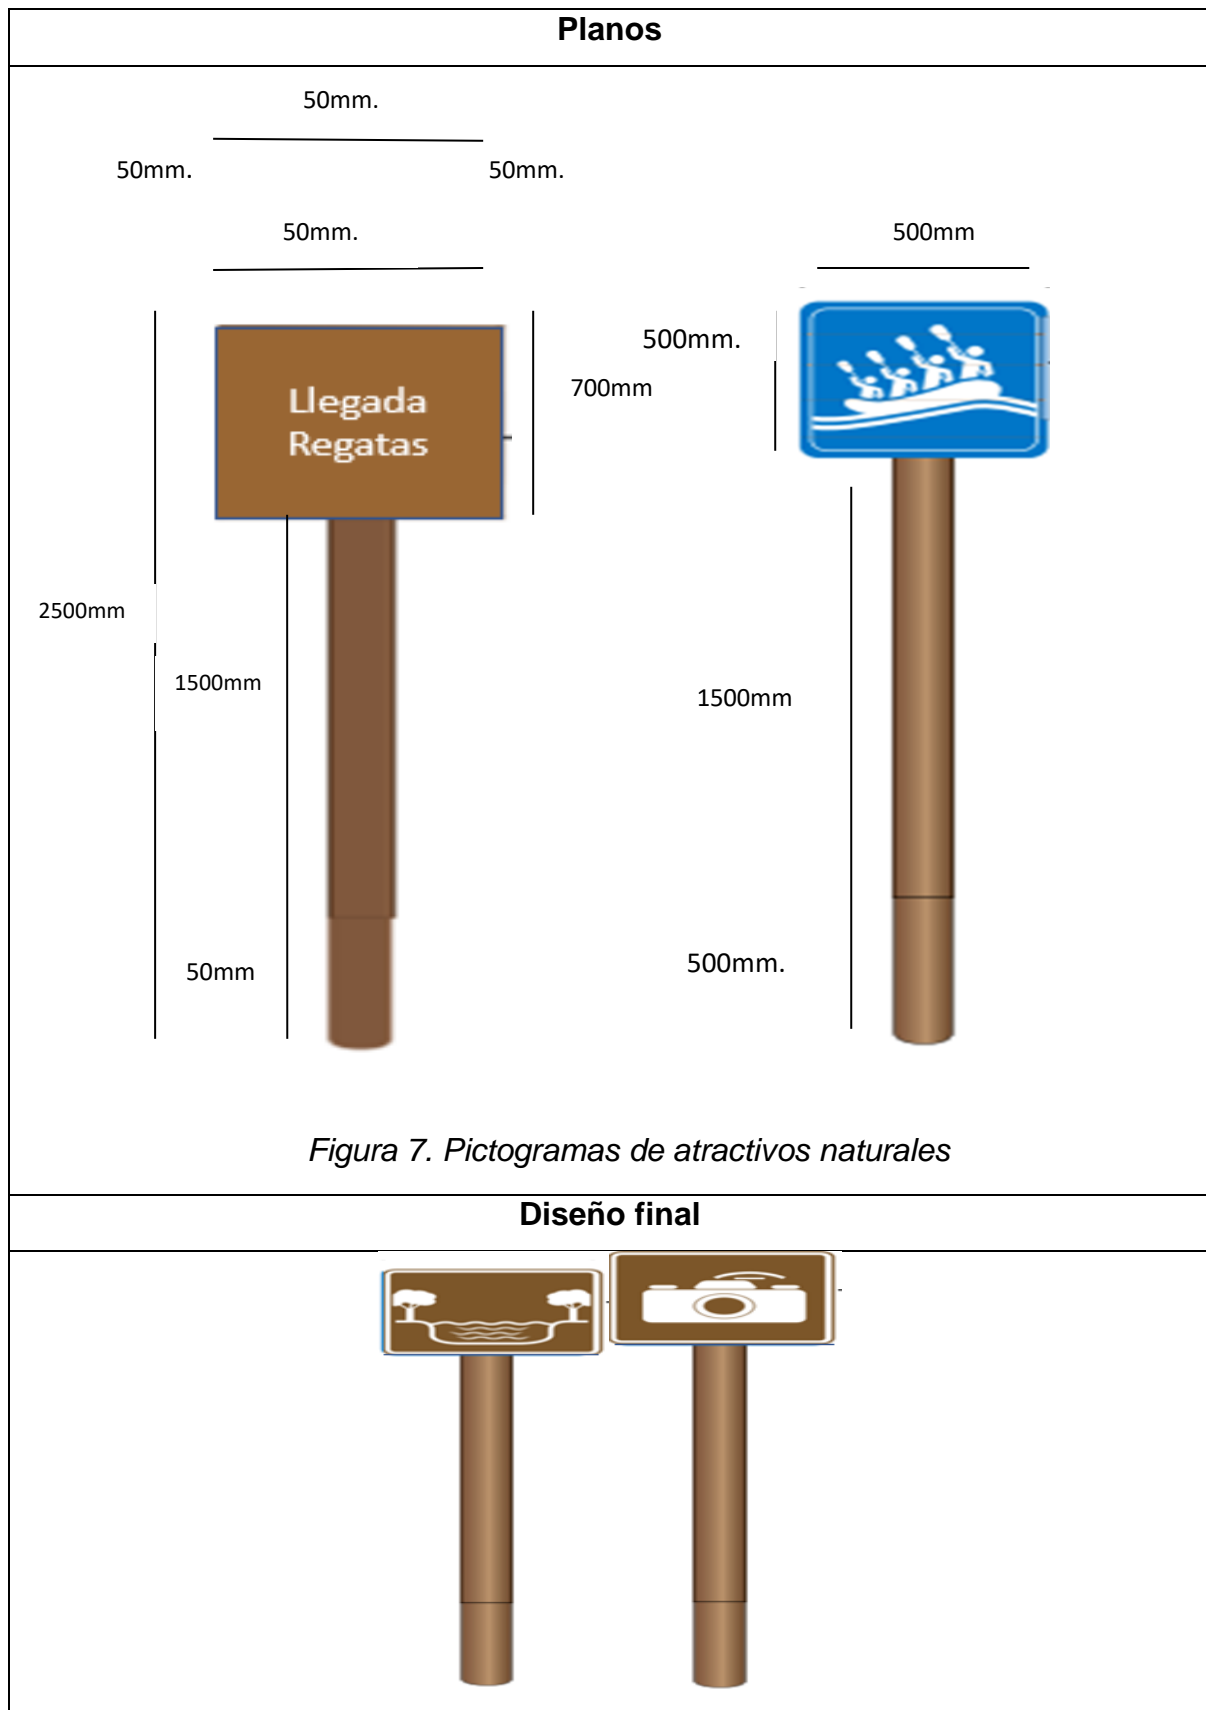 Planos
50mm.
50mm.
50mm.
50mm.
500mm
500mm.
700mm
Llegada
Regatas
2500mm
1500mm
1500mm
50mm
500mm.
Figura 7. Pictogramas de atractivos naturales
Diseño final